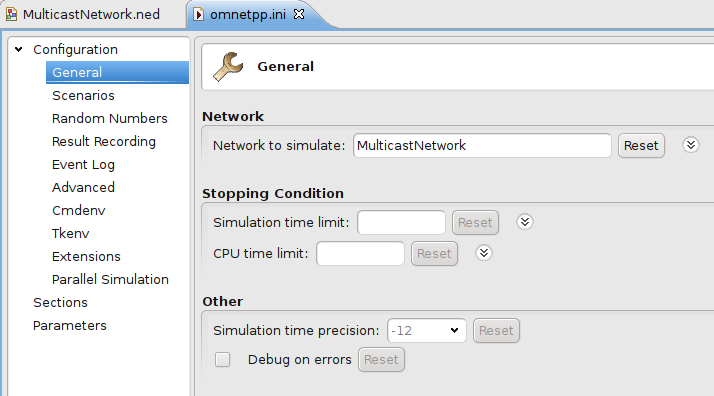 MulticastNetwork.ned
omnetpp.ini
Configuration
General
Scenarios
Random Numbers
Result Recording
Event Log
Advanced
Cmdenv
Tkenv
Extensions
Parallel Simulation
Sections
Parameters
General
Network
Network to simulate: MulticastNetwork Reset
Stopping Condition
Simulation time limit: Reset
CPU time limit: Reset
Other
Simulation time precision: -12 Reset
Debug on errors Reset